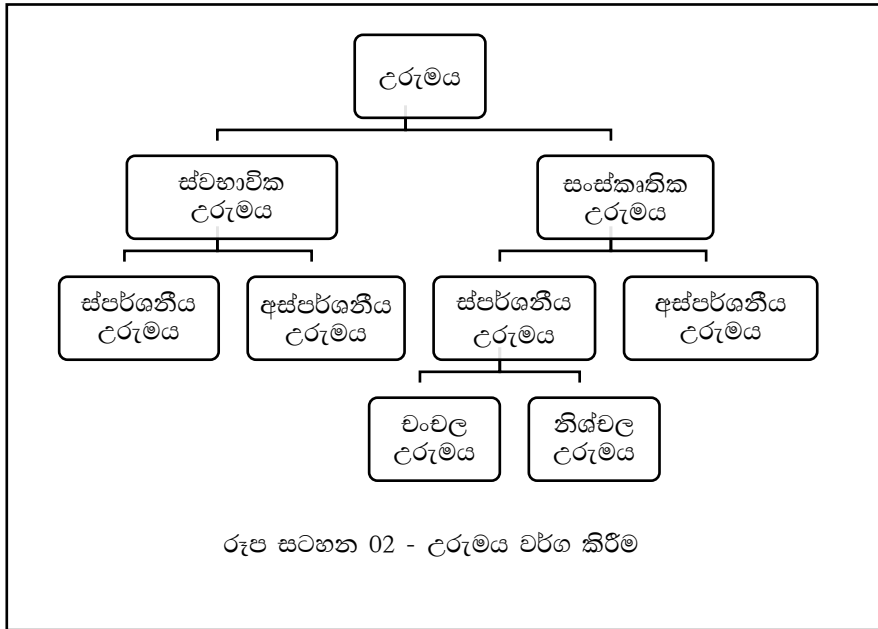 උරුමය
ස්වභාවික
උරුමය
සංස්කෘතික
උරුමය
ස්පර්ශනීය
උරුමය
අස්පර්ශනීය
උරුමය
ස්පර්ශනීය
උරුමය
අස්පර්ශනීය
උරුමය
චංචල
උරුමය
නිශ්චල
උරුමය
රූප සටහන 02 - උරුමය වර්ග කිරීම